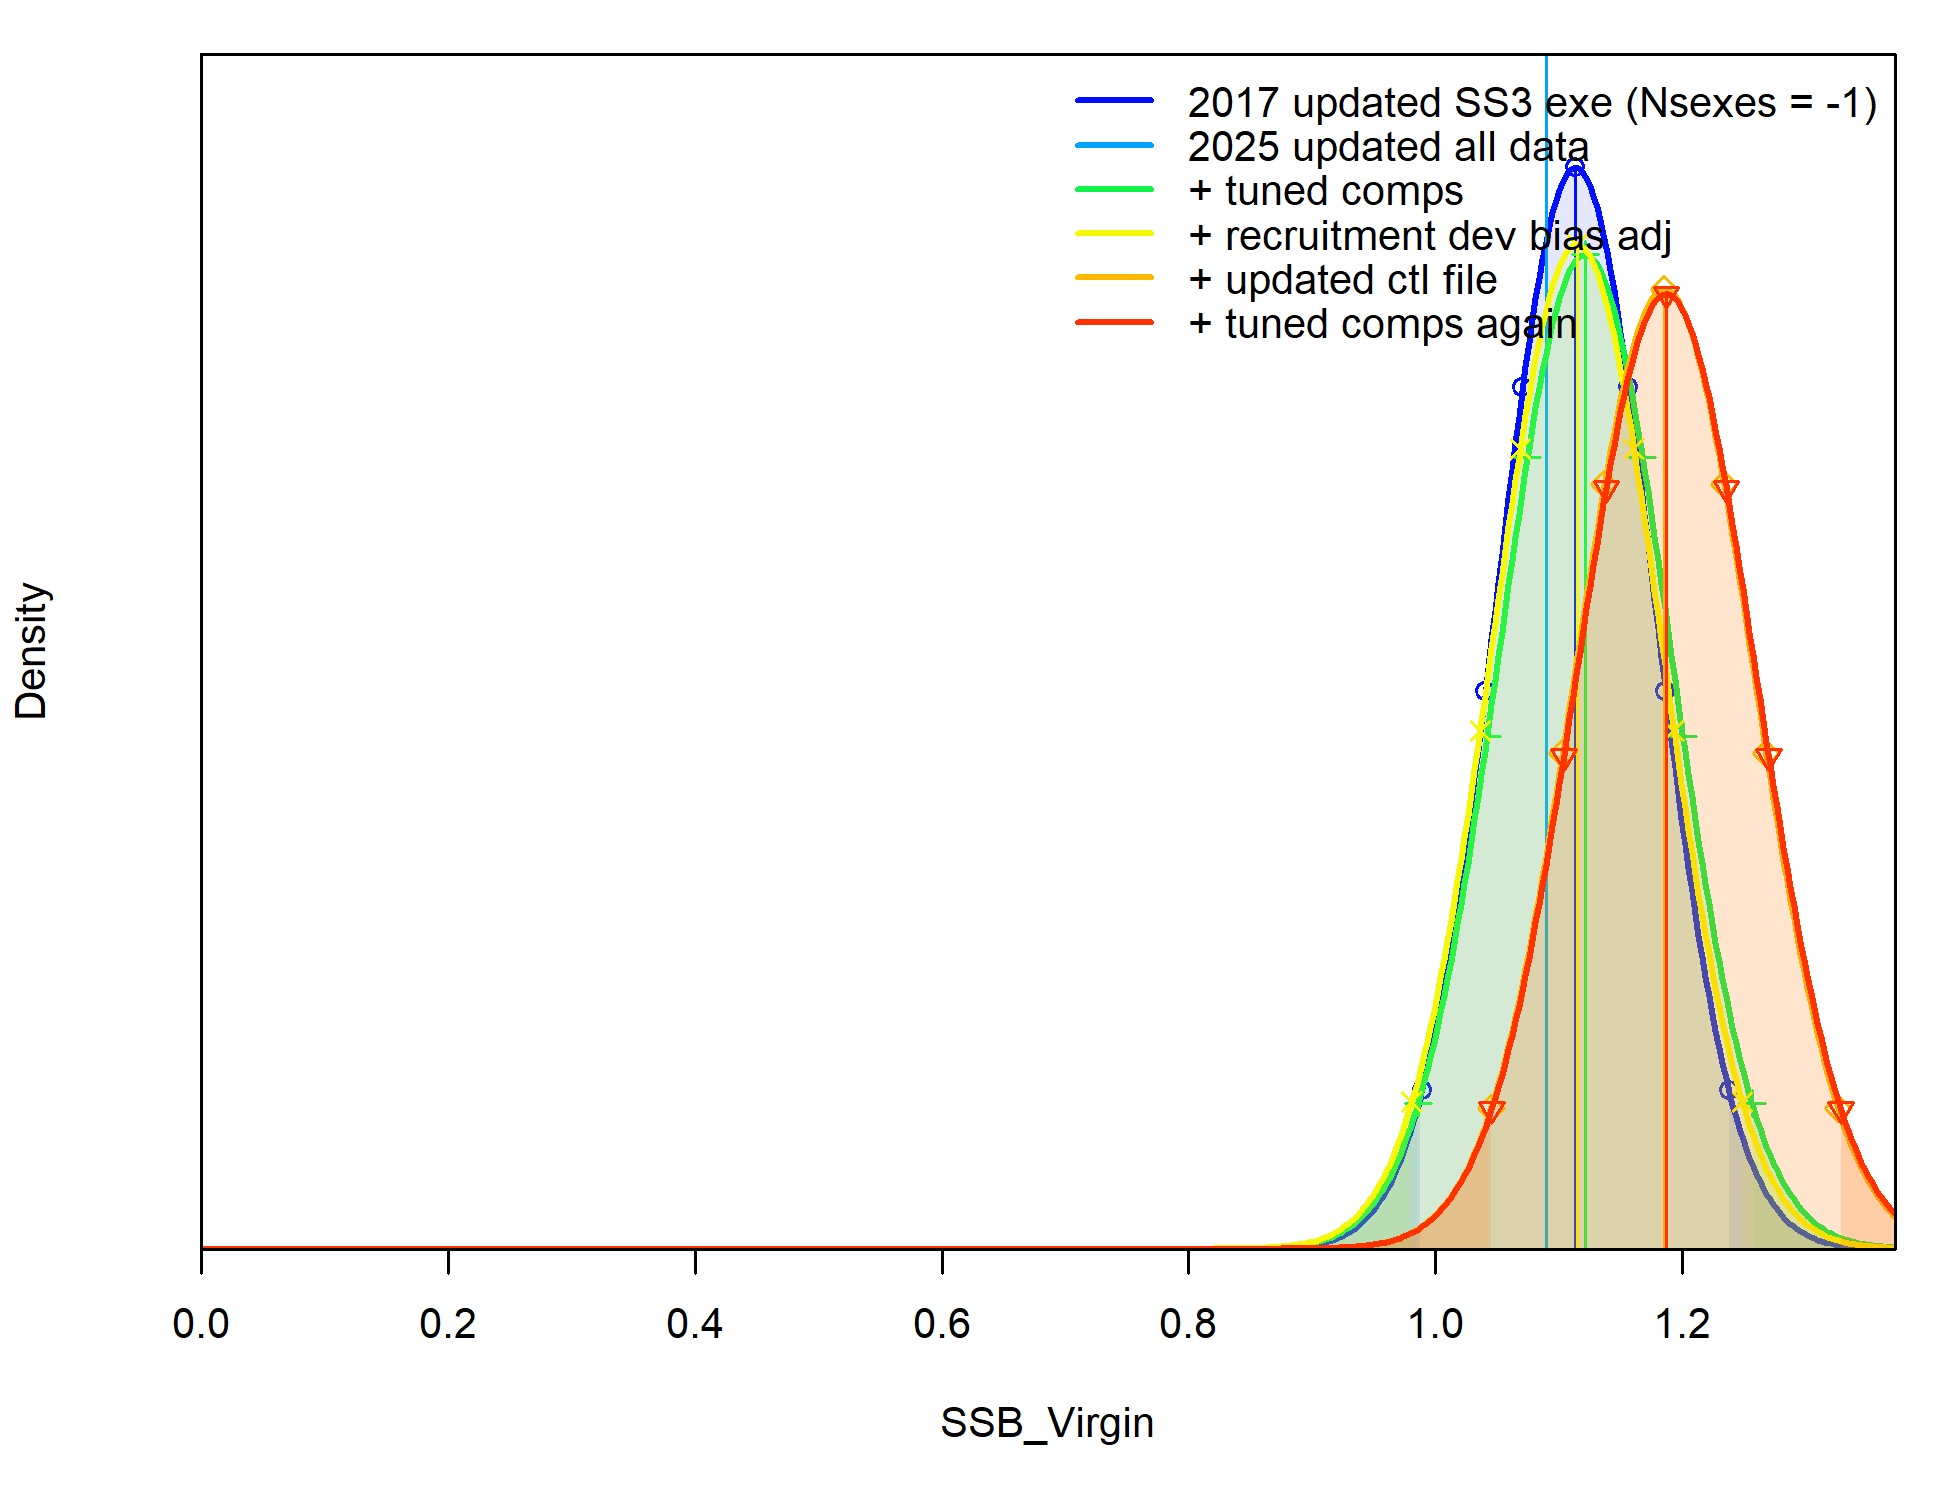 2017 updated SS3 exe (Nsexes = -1)
2025 updated all data
+ tuned comps
+ recruitment dev bias adj
+ updated ctl file
+ tuned comps again
Density
0.0 0.2 0.4 0.6 0.8 1.0 1.2
SSB_Virgin